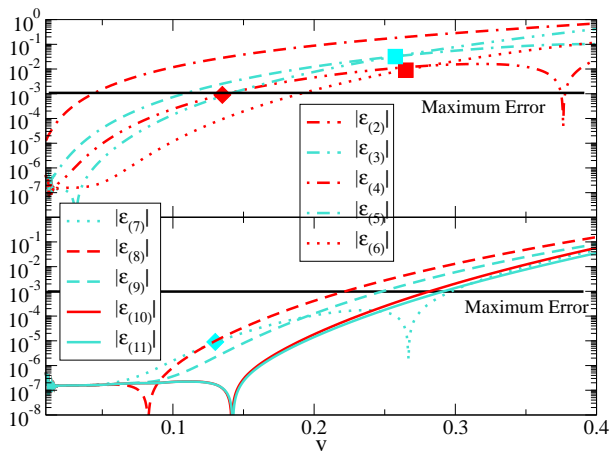 10^0
10^-1
10^-2
10^-3
10^-4
10^-5
10^-6
10^-7
Maximum Error
|ε(2)|
|ε(3)|
|ε(4)|
|ε(5)|
|ε(6)|
10^-1
10^-2
10^-3
10^-4
10^-5
10^-6
10^-7
10^-8
|ε(7)|
|ε(8)|
|ε(9)|
|ε(10)|
|ε(11)|
Maximum Error
0.1
0.2
0.3
0.4
v